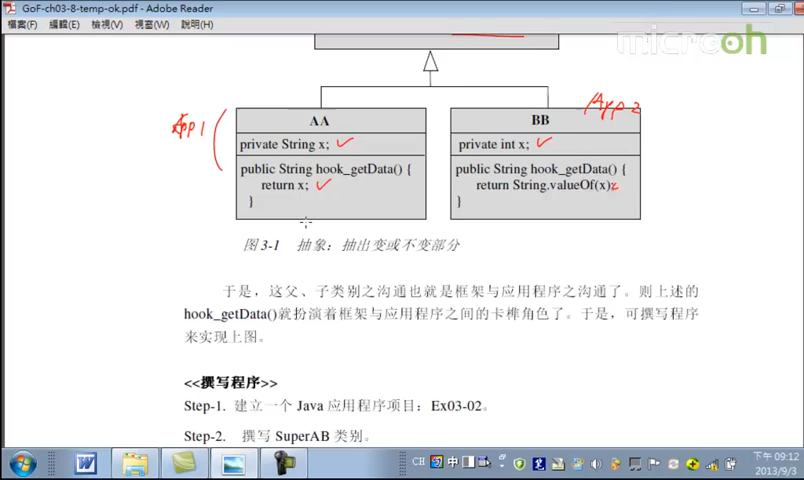 GoF-ch03-8-temp-ok.pdf - Adobe Reader
檔案(F) 編輯(E) 檢視(V) 視窗(W) 說明(H)
microoh
App1
App2
AA
private String x;
public String hook_getData() {
return x;
}
BB
private int x;
public String hook_getData() {
return String.valueOf(x);
}
图 3-1 抽象：抽出变或不变部分
于是，这父、子类别之沟通也就是框架与应用程序之沟通了。则上述的
hook_getData()就扮演着框架与应用程序之间的卡榫角色了。于是，可撰写程序
来实现上图。
<<撰写程序>>
Step-1. 建立一个 Java 应用程序项目：Ex03-02。
Step-2. 撰写 SuperAB 类别。
CH 中
下午 09:12
2013/9/3